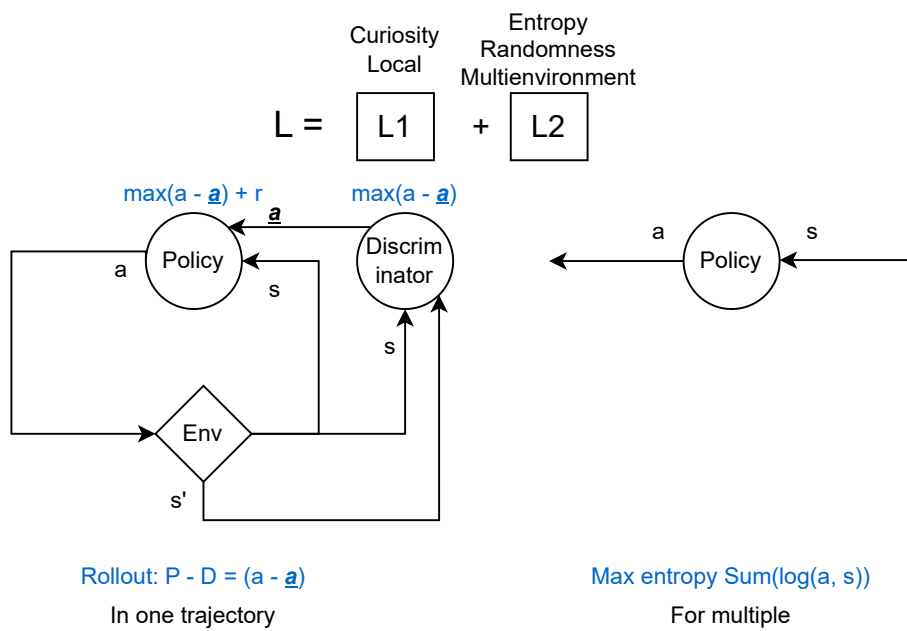 Curiosity
Local
Entropy
Randomness
Multienvironment
L = L1 + L2
max(a - a) + r
max(a - a)
a
Policy
a
s
Discrim
inator
s
Env
s'
a
Policy
s
Rollout: P - D = (a - a)
In one trajectory
Max entropy Sum(log(a, s))
For multiple